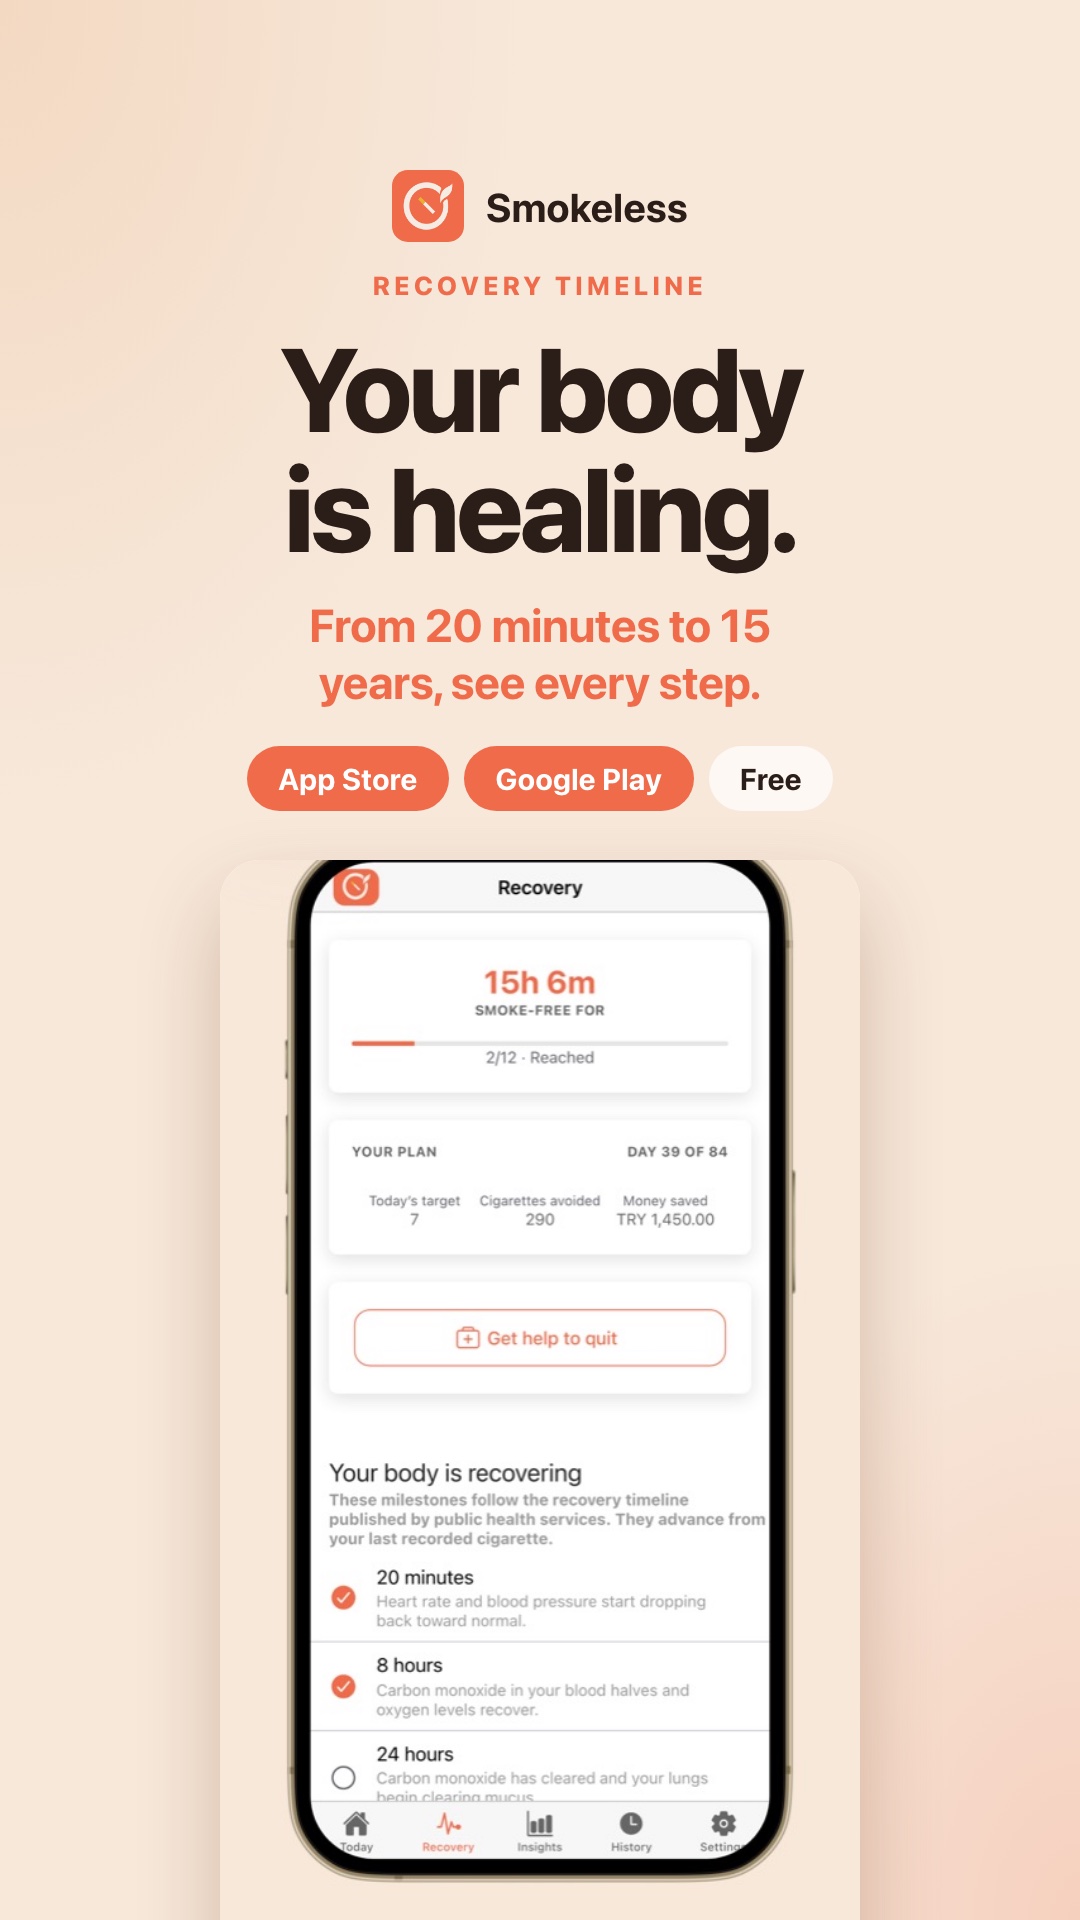 Smokeless
RECOVERY TIMELINE
Your body
is healing.
From 20 minutes to 15
years, see every step.
App Store
Google Play
Free
Recovery
15h 6m
SMOKE-FREE FOR
2/12 · Reached
YOUR PLAN
DAY 39 OF 84
Today's target
Cigarettes avoided
Money saved
7
290
TRY 1,450.00
Get help to quit
Your body is recovering
These milestones follow the recovery timeline
published by public health services. They advance from
your last recorded cigarette.
20 minutes
Heart rate and blood pressure start dropping
back toward normal.
8 hours
Carbon monoxide in your blood halves and
oxygen levels recover.
24 hours
Carbon monoxide has cleared and your lungs
begin clearing mucus
Today
Recovery
Insights
History
Settings